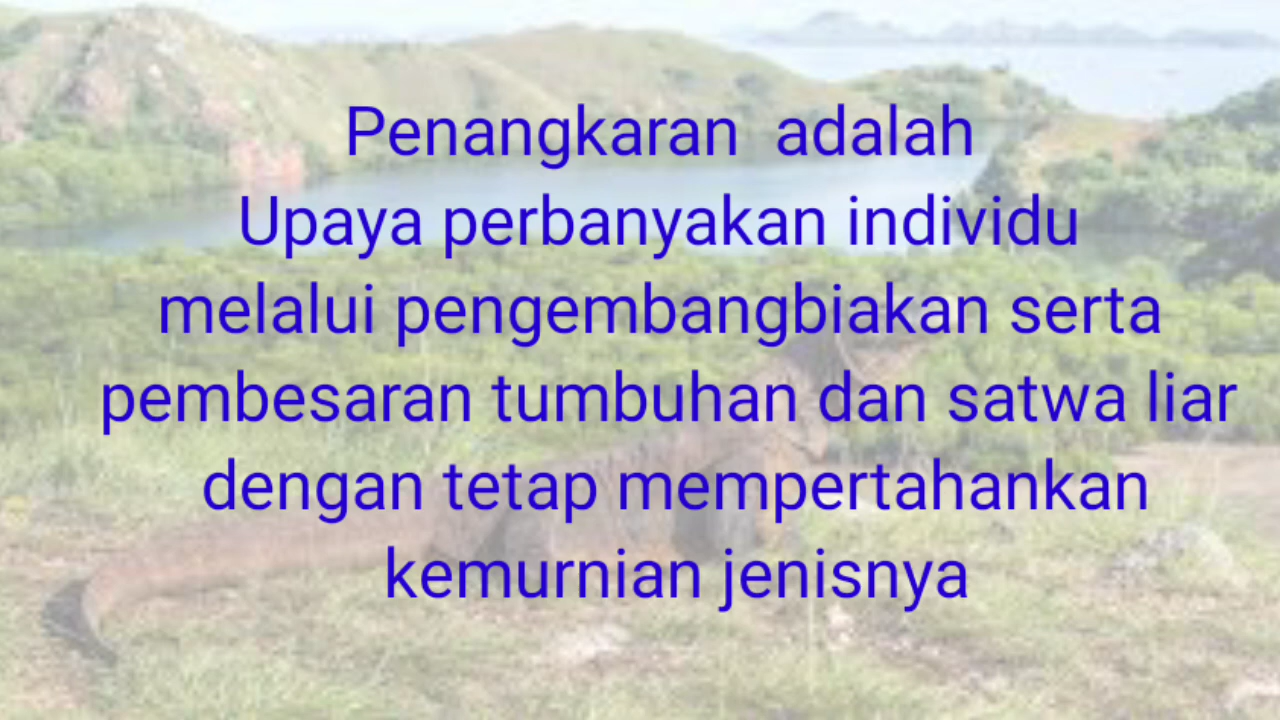 Penangkaran  adalah
Upaya perbanyakan individu
melalui pengembangbiakan serta
pembesaran tumbuhan dan satwa liar
dengan tetap mempertahankan
kemurnian jenisnya